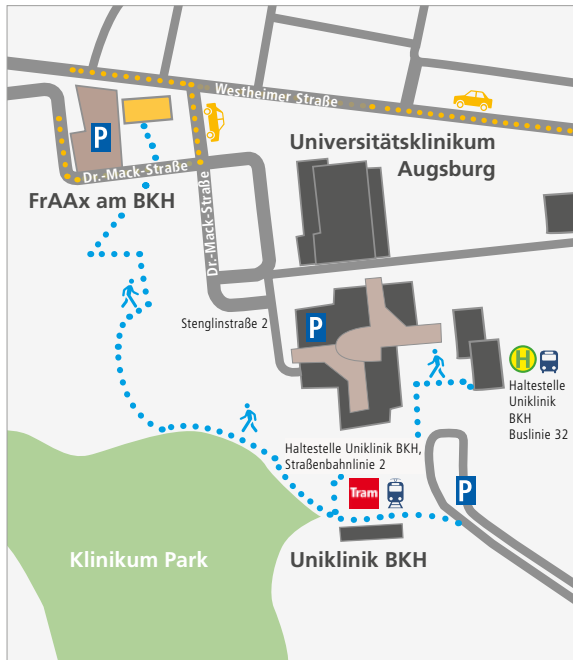 Westheimer Straße
P
Universitätsklinikum
Augsburg
Dr.-Mack-Straße
FrAAx am BKH
Dr.-Mack-Straße
Stenglinstraße 2
P
H
Haltestelle
Uniklinik
BKH
Buslinie 32
Haltestelle Uniklinik BKH,
Straßenbahnlinie 2
Tram
P
Klinikum Park
Uniklinik BKH